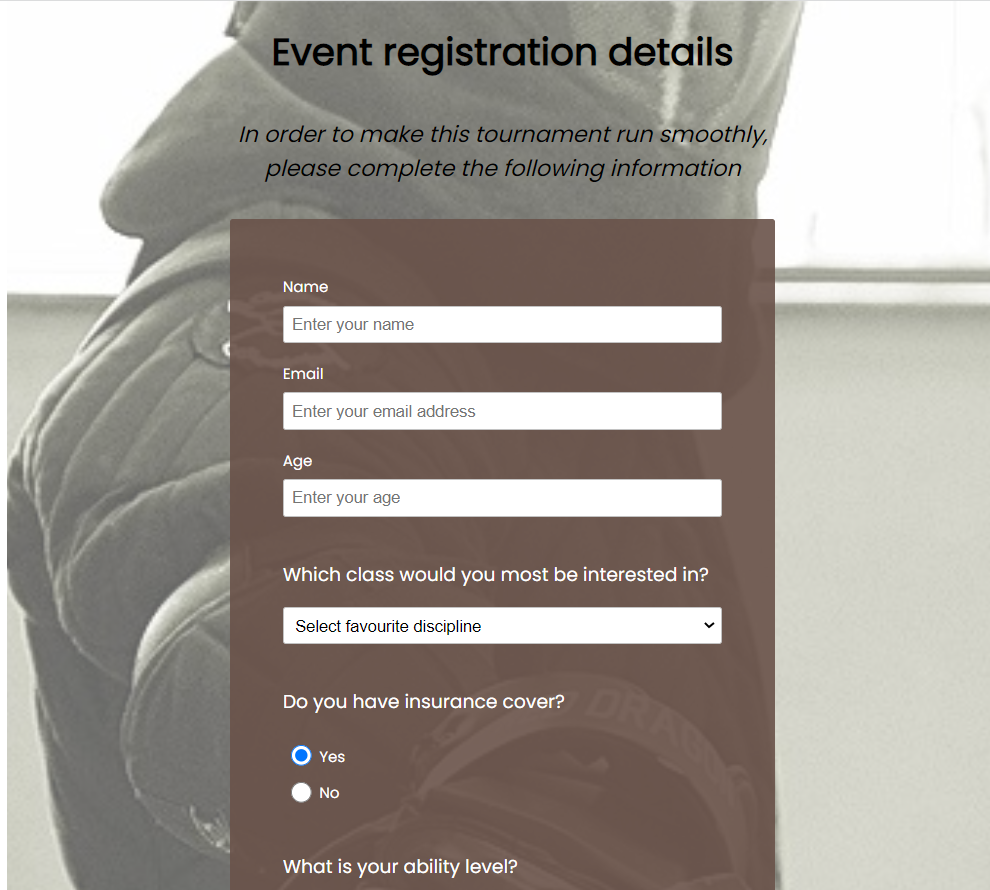 Event registration details
In order to make this tournament run smoothly,
please complete the following information
Name
Enter your name
Email
Enter your email address
Age
Enter your age
Which class would you most be interested in?
Select favourite discipline
Do you have insurance cover?
Yes
No
What is your ability level?